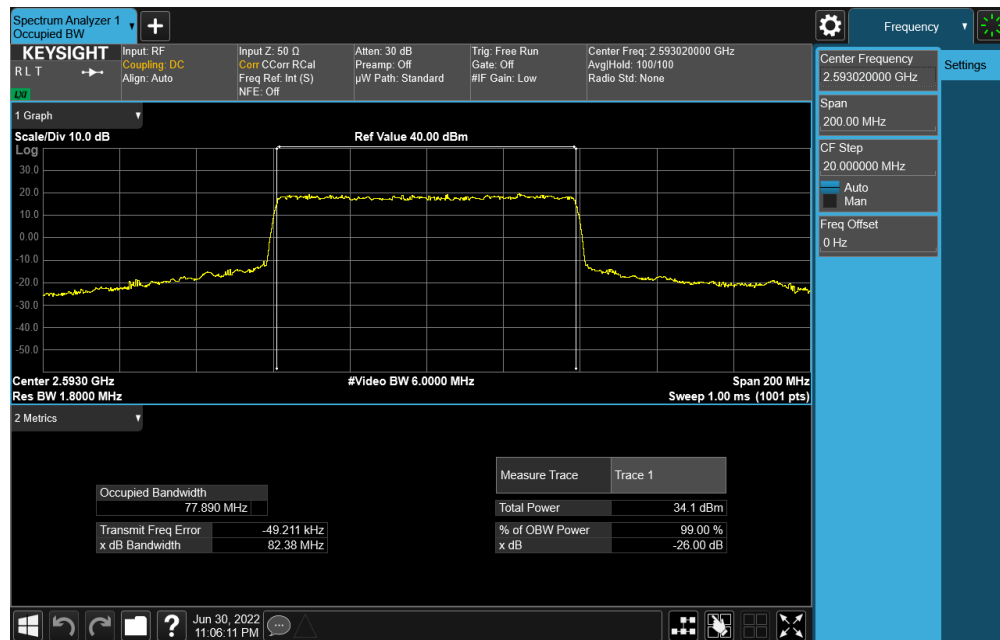 Spectrum Analyzer 1
Occupied BW
+
Frequency
KEYSIGHT
R L T
LXI
Input: RF
Coupling: DC
Align: Auto
Input Z: 50 Ω
Corr CCorr RCal
Freq Ref: Int (S)
NFE: Off
Atten: 30 dB
Preamp: Off
µW Path: Standard
Trig: Free Run
Gate: Off
#IF Gain: Low
Center Freq: 2.593020000 GHz
Avg|Hold: 100/100
Radio Std: None
Center Frequency
2.593020000 GHz
Settings
Span
200.00 MHz
CF Step
20.000000 MHz
Auto
Man
Freq Offset
0 Hz
1 Graph
Scale/Div 10.0 dB
Ref Value 40.00 dBm
Log
30.0
20.0
10.0
0.00
-10.0
-20.0
-30.0
-40.0
-50.0
Center 2.5930 GHz
#Video BW 6.0000 MHz
Span 200 MHz
Res BW 1.8000 MHz
Sweep 1.00 ms (1001 pts)
2 Metrics
Measure Trace Trace 1
Occupied Bandwidth
77.890 MHz
Total Power 34.1 dBm
Transmit Freq Error -49.211 kHz
% of OBW Power 99.00 %
x dB Bandwidth 82.38 MHz
x dB -26.00 dB
?
Jun 30, 2022
11:06:11 PM